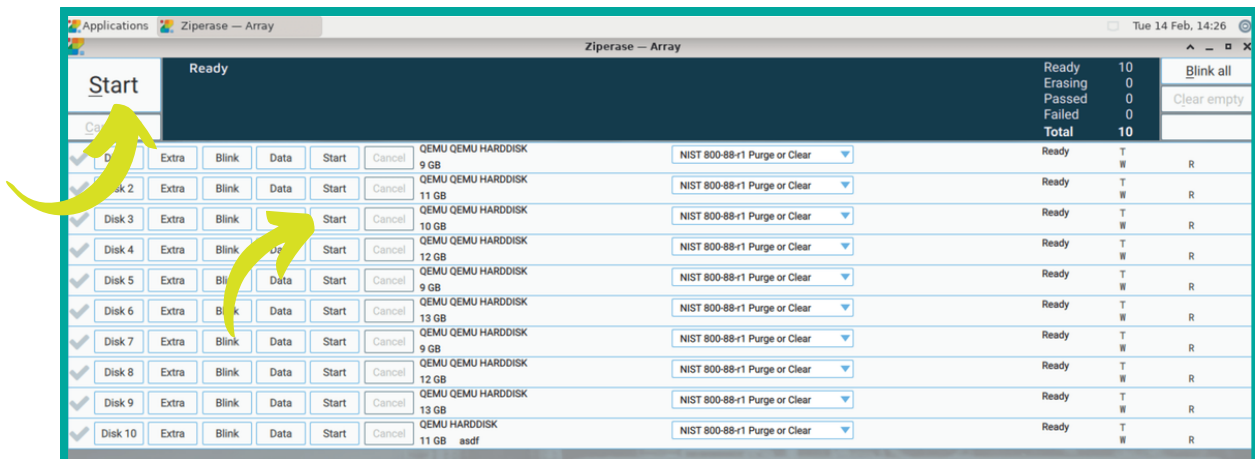 Applications Ziperase — Array Tue 14 Feb, 14:26
Ziperase — Array
Start Ready Ready 10 Blink all
Erasing 0
Passed 0 Clear empty
Failed 0
Total 10
Extra Blink Data Start Cancel QEMU QEMU HARDDISK NIST 800-88-r1 Purge or Clear Ready T
9 GB W R
2 Extra Blink Data Start Cancel QEMU QEMU HARDDISK NIST 800-88-r1 Purge or Clear Ready T
11 GB W R
Disk 3 Extra Blink Start Cancel QEMU QEMU HARDDISK NIST 800-88-r1 Purge or Clear Ready T
10 GB W R
Disk 4 Extra Blink Start Cancel QEMU QEMU HARDDISK NIST 800-88-r1 Purge or Clear Ready T
12 GB W R
Disk 5 Extra Data Start Cancel QEMU QEMU HARDDISK NIST 800-88-r1 Purge or Clear Ready T
9 GB W R
Disk 6 Extra Data Start Cancel QEMU QEMU HARDDISK NIST 800-88-r1 Purge or Clear Ready T
13 GB W R
Disk 7 Extra Blink Data Start Cancel QEMU QEMU HARDDISK NIST 800-88-r1 Purge or Clear Ready T
9 GB W R
Disk 8 Extra Blink Data Start Cancel QEMU QEMU HARDDISK NIST 800-88-r1 Purge or Clear Ready T
12 GB W R
Disk 9 Extra Blink Data Start Cancel QEMU QEMU HARDDISK NIST 800-88-r1 Purge or Clear Ready T
13 GB W R
Disk 10 Extra Blink Data Start Cancel QEMU HARDDISK NIST 800-88-r1 Purge or Clear Ready T
11 GB asdf W R